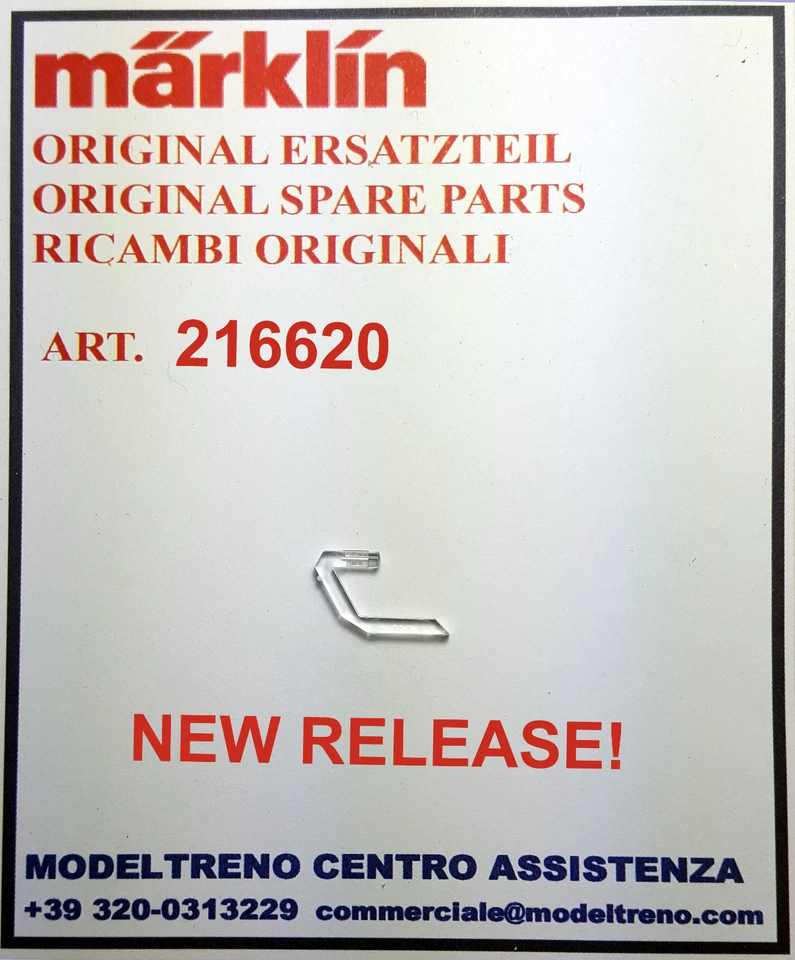 märklín
ORIGINAL ERSATZTEIL
ORIGINAL SPARE PARTS
RICAMBI ORIGINALI
ART. 216620
NEW RELEASE!
MODELTRENO CENTRO ASSISTENZA
+39 320-0313229 commerciale@modeltreno.com